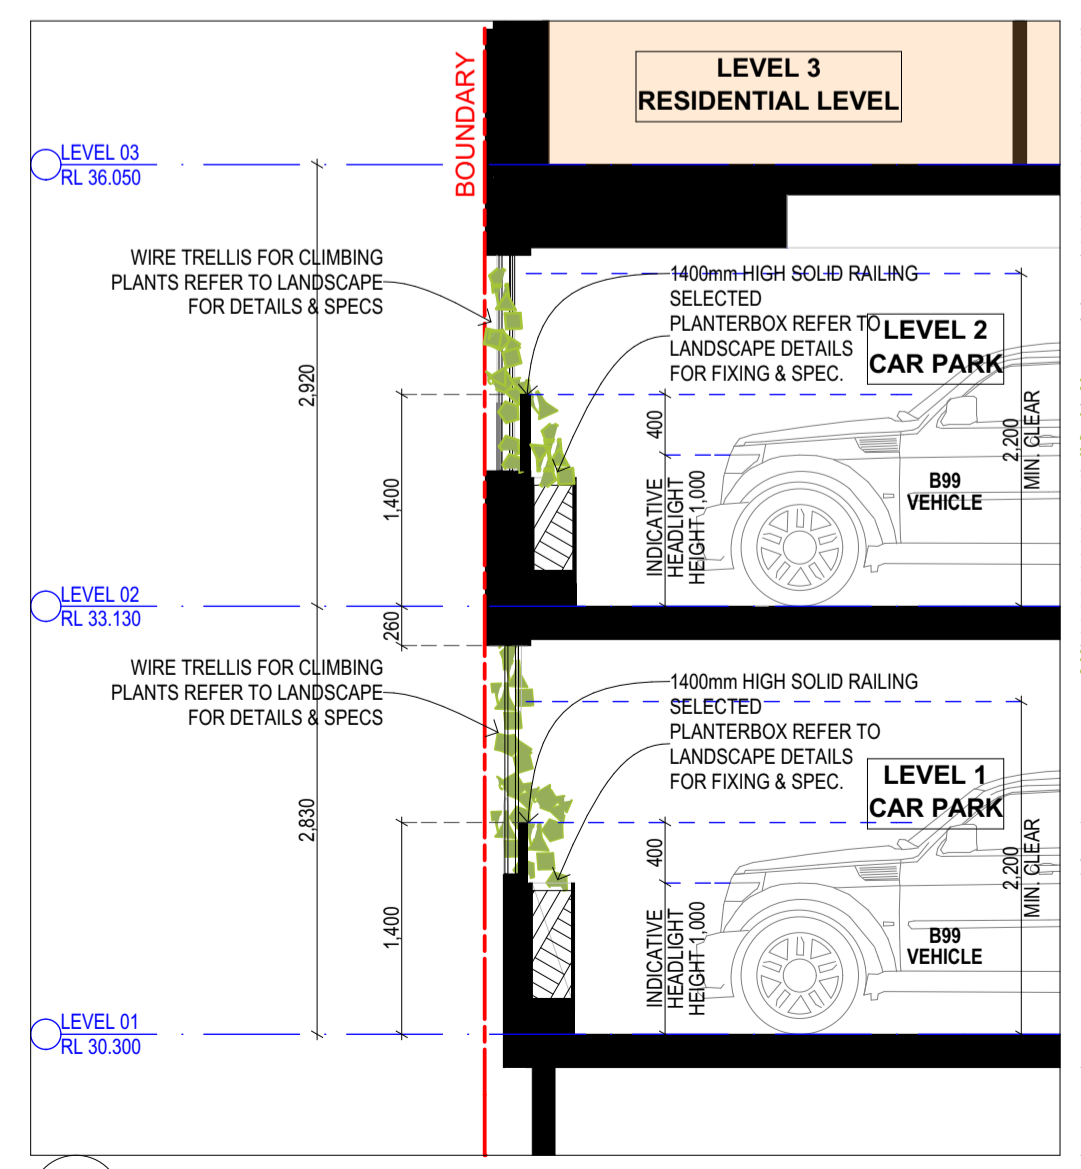 LEVEL 3
RESIDENTIAL LEVEL
BOUNDARY
LEVEL 03
RL 36.050
WIRE TRELLIS FOR CLIMBING
PLANTS REFER TO LANDSCAPE
FOR DETAILS & SPECS
1400mm HIGH SOLID RAILING
SELECTED
PLANTERBOX REFER TO
LANDSCAPE DETAILS
FOR FIXING & SPEC.
LEVEL 2
CAR PARK
2,920
1,400
400
INDICATIVE
HEADLIGHT
HEIGHT 1,000
2,200
MIN. CLEAR
B99
VEHICLE
LEVEL 02
RL 33.130
260
WIRE TRELLIS FOR CLIMBING
PLANTS REFER TO LANDSCAPE
FOR DETAILS & SPECS
1400mm HIGH SOLID RAILING
SELECTED
PLANTERBOX REFER TO
LANDSCAPE DETAILS
FOR FIXING & SPEC.
LEVEL 1
CAR PARK
2,830
1,400
400
INDICATIVE
HEADLIGHT
HEIGHT 1,000
2,200
MIN. CLEAR
B99
VEHICLE
LEVEL 01
RL 30.300